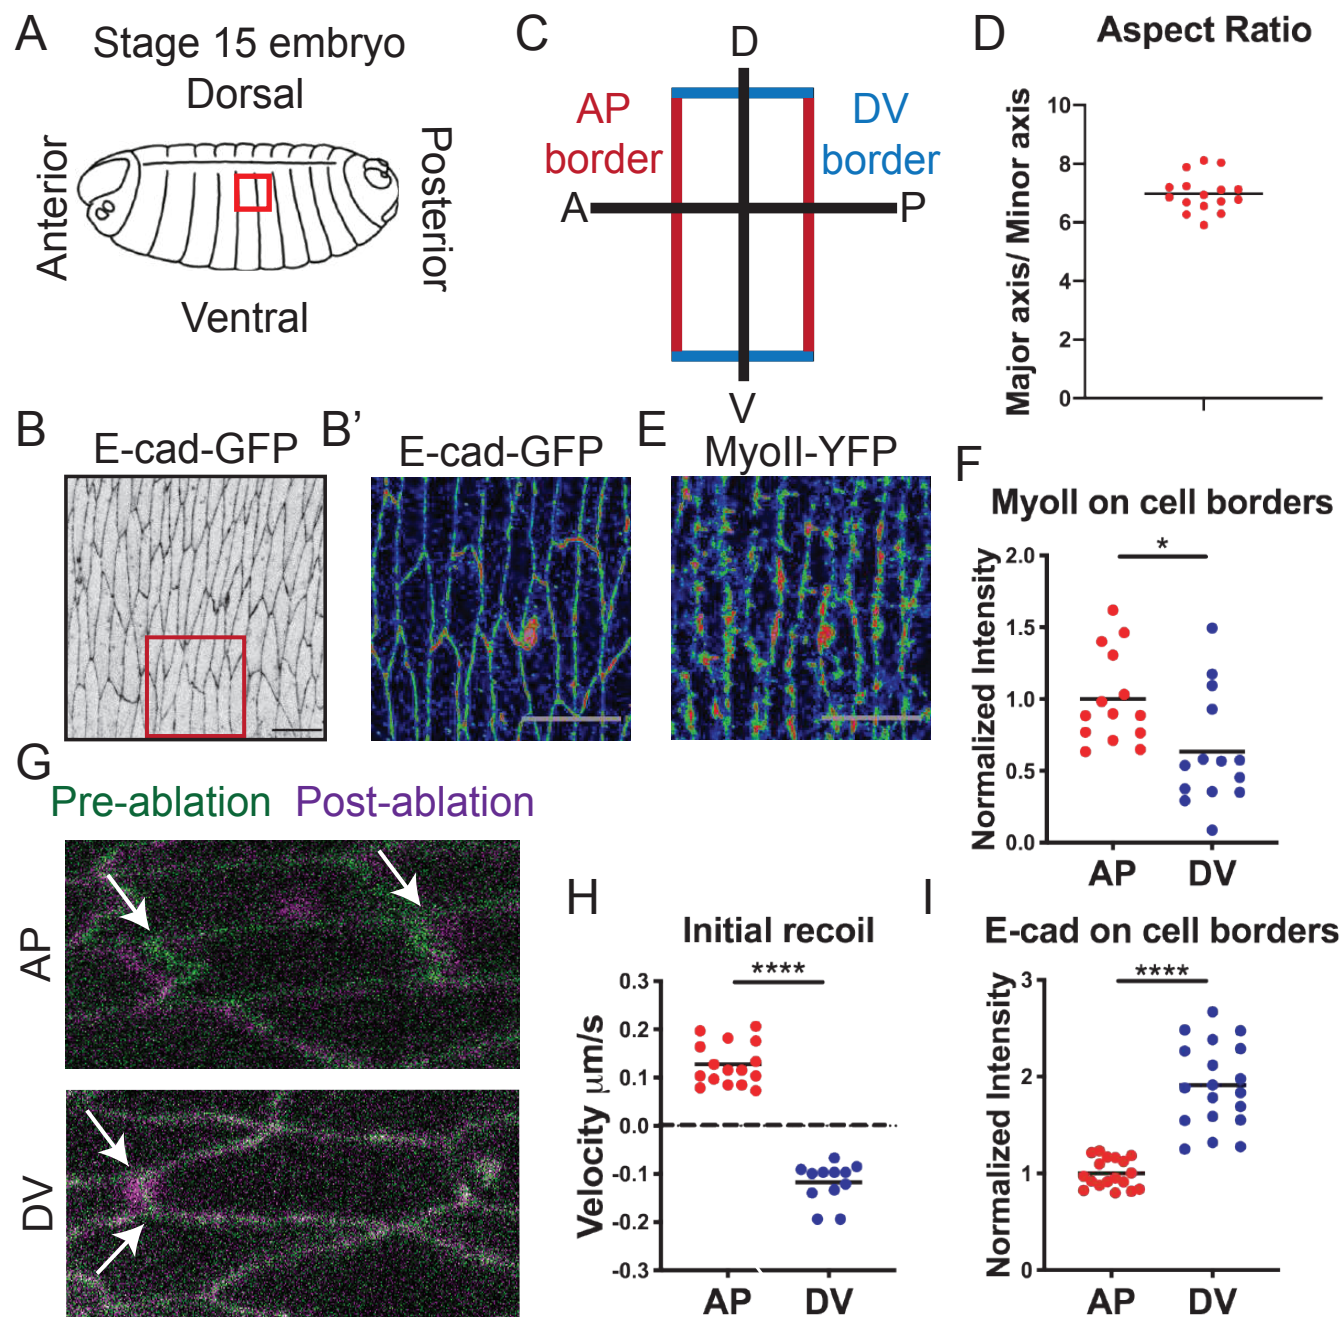 A
Stage 15 embryo
Dorsal
Anterior
Posterior
Ventral
C
D
AP
border
DV
border
A
P
V
D
Aspect Ratio
Major axis/ Minor axis
10
8
6
4
2
0
B
E-cad-GFP
B’
E-cad-GFP
E
MyoII-YFP
F
MyoII on cell borders
Normalized Intensity
2.0
1.5
1.0
0.5
0.0
*
AP
DV
G
Pre-ablation
Post-ablation
AP
DV
H
Initial recoil
Velocity μm/s
0.3
0.2
0.1
0.0
-0.1
-0.2
-0.3
****
AP
DV
I
E-cad on cell borders
Normalized Intensity
3
2
1
0
****
AP
DV